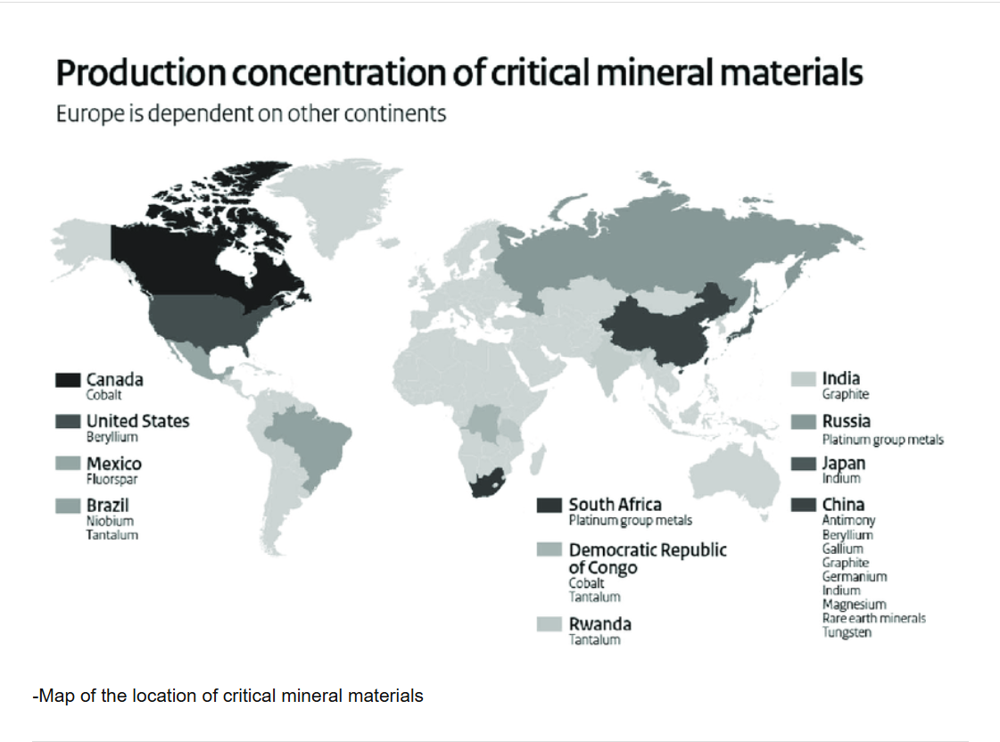 Production concentration of critical mineral materials
Europe is dependent on other continents
Canada
Cobalt
United States
Beryllium
Mexico
Fluorspar
Brazil
Niobium
Tantalum
South Africa
Platinum group metals
Democratic Republic
of Congo
Cobalt
Tantalum
Rwanda
Tantalum
India
Graphite
Russia
Platinum group metals
Japan
Indium
China
Antimony
Beryllium
Gallium
Graphite
Germanium
Indium
Magnesium
Rare earth minerals
Tungsten
-Map of the location of critical mineral materials